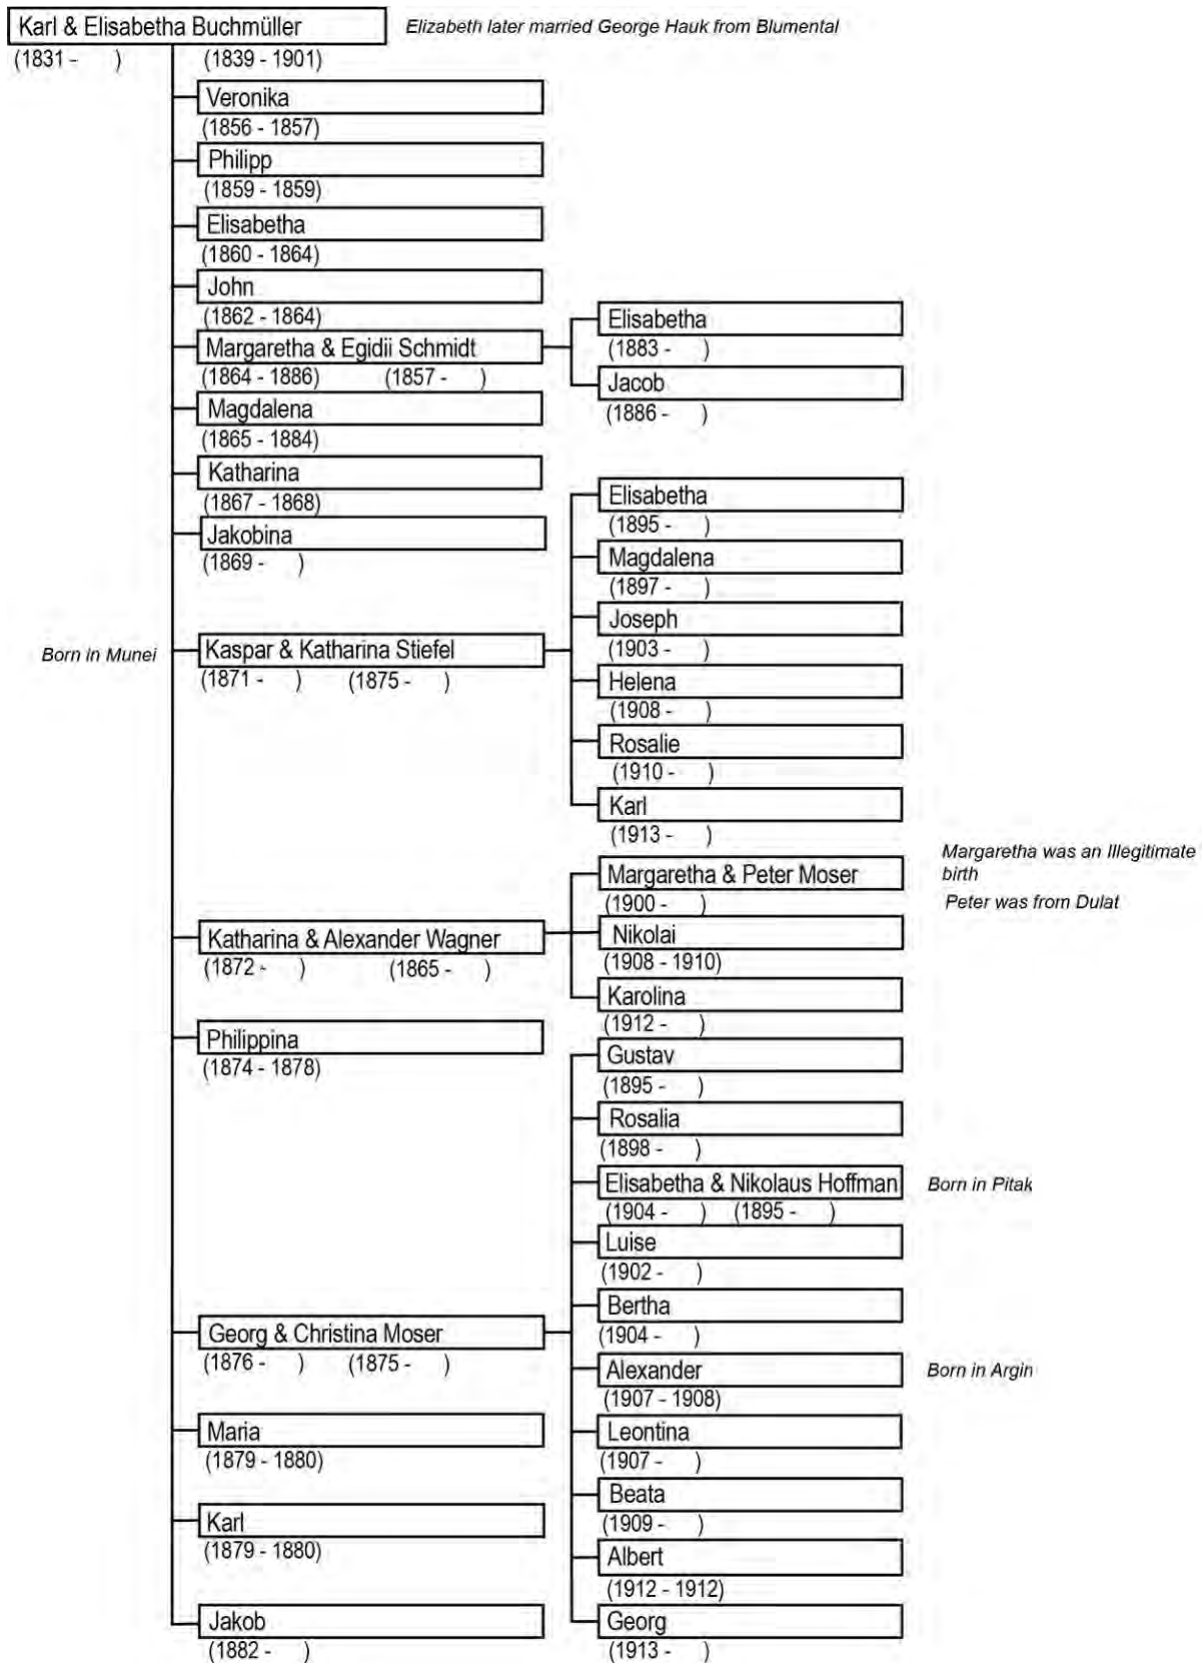 Karl & Elisabetha Buchmüller
Elizabeth later married George Hauk from Blumental
(1831 - ) (1839 - 1901)
Veronika
(1856 - 1857)
Philipp
(1859 - 1859)
Elisabetha
(1860 - 1864)
John
(1862 - 1864)
Margaretha & Egidii Schmidt
(1864 - 1886) (1857 - )
Elisabetha
(1883 - )
Jacob
(1886 - )
Magdalena
(1865 - 1884)
Katharina
(1867 - 1868)
Jakobina
(1869 - )
Born in Munei
Kaspar & Katharina Stiefel
(1871 - ) (1875 - )
Elisabetha
(1895 - )
Magdalena
(1897 - )
Joseph
(1903 - )
Helena
(1908 - )
Rosalie
(1910 - )
Karl
(1913 - )
Katharina & Alexander Wagner
(1872 - ) (1865 - )
Margaretha & Peter Moser
(1900 - )
Margaretha was an Illegitimate
birth
Peter was from Dulat
Nikolai
(1908 - 1910)
Karolina
(1912 - )
Philippina
(1874 - 1878)
Georg & Christina Moser
(1876 - ) (1875 - )
Gustav
(1895 - )
Rosalia
(1898 - )
Elisabetha & Nikolaus Hoffman
Born in Pitak
(1904 - ) (1895 - )
Luise
(1902 - )
Bertha
(1904 - )
Alexander
Born in Argin
(1907 - 1908)
Leontina
(1907 - )
Beata
(1909 - )
Albert
(1912 - 1912)
Georg
(1913 - )
Maria
(1879 - 1880)
Karl
(1879 - 1880)
Jakob
(1882 - )